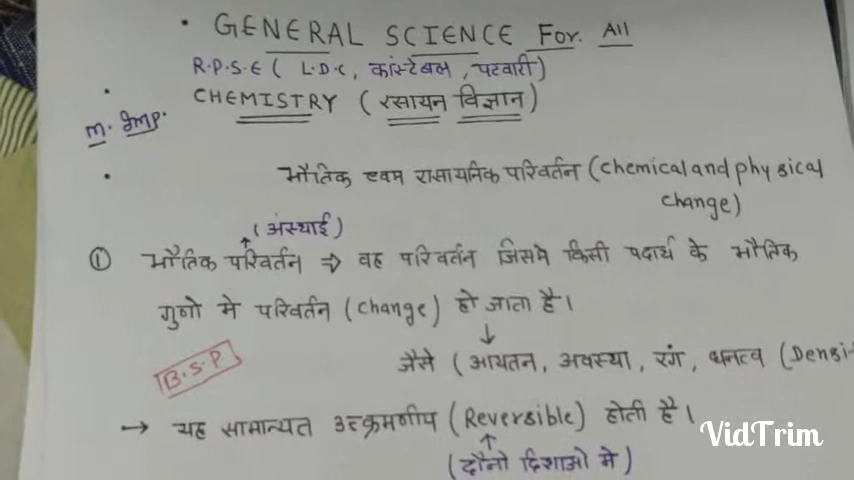 • GENERAL SCIENCE For. All
R.P.S.E ( L.D.C, कांस्टेबल, पटवारी)
CHEMISTRY (रसायन विज्ञान)
m. Imp.
• भौतिक एवम रासायनिक परिवर्तन (Chemical and physical
change)
(अंस्थाई)
① भौतिक परिवर्तन ⇒ वह परिवर्तन जिसमे किसी पदार्थ के भौतिक
गुणो मे परिवर्तन (Change) हो जाता है।
↓
जैसे (आयतन, अवस्था, रंग, धनत्व (Densi-
B.S.P
→ यह सामान्यत उत्क्रमणीय (Reversible) होती है।
(दौनो दिशाओ मे)
VidTrim